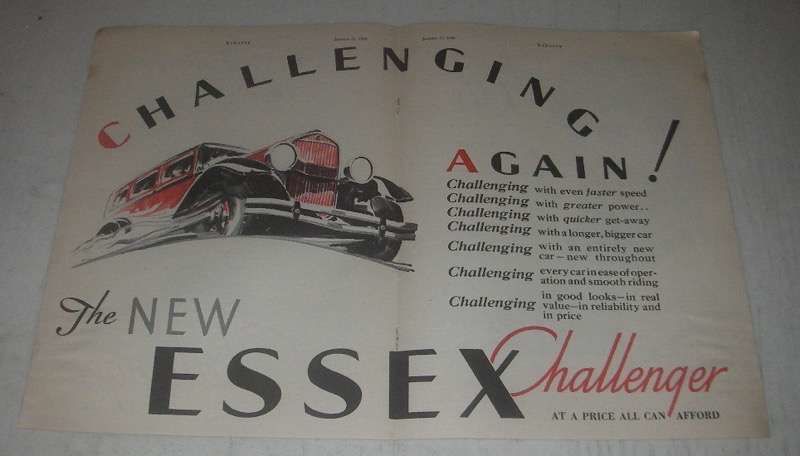 CHALLENGING
AGAIN!
Challenging with even faster speed
Challenging with greater power..
Challenging with quicker get-away
Challenging with a longer, bigger car
Challenging with an entirely new
car—new throughout
Challenging every car in ease of oper-
ation and smooth riding
Challenging in good looks—in real
value—in reliability and
in price
The NEW
ESSEX Challenger
AT A PRICE ALL CAN AFFORD